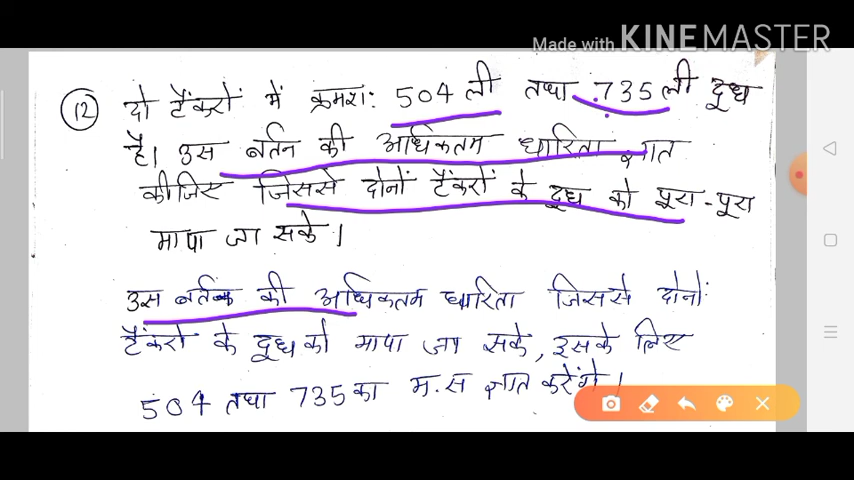 Made with KINEMASTER
(12) दो टैंकरों में क्रमश: 504 ली तथा 735 ली दूध
है। उस बर्तन की अधिकतम धारिता ज्ञात
कीजिए जिससे दोनों टैंकरों के दूध को पूरा-पूरा
मापा जा सके।
उस बर्तन की अधिकतम धारिता जिससे दोनों
टैंकरो के दूध को मापा जा सके, इसके लिए
504 तथा 735 का म.स ज्ञात करेंगे।